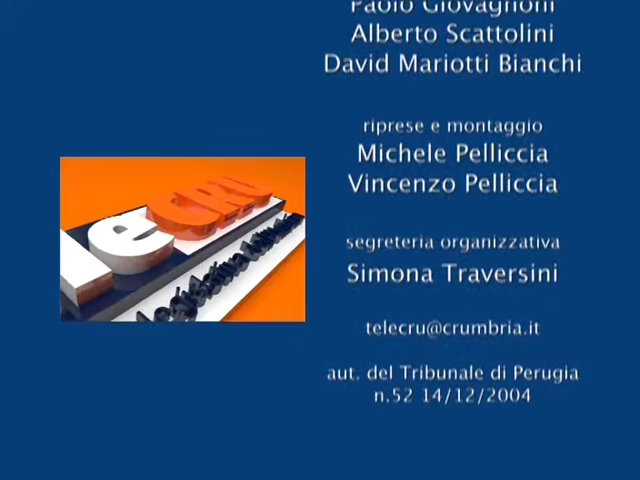 Paolo Giovagnoni
Alberto Scattolini
David Mariotti Bianchi
riprese e montaggio
Michele Pelliccia
Vincenzo Pelliccia
segreteria organizzativa
Simona Traversini
telecru@crumbria.it
aut. del Tribunale di Perugia
n.52 14/12/2004
leCRU